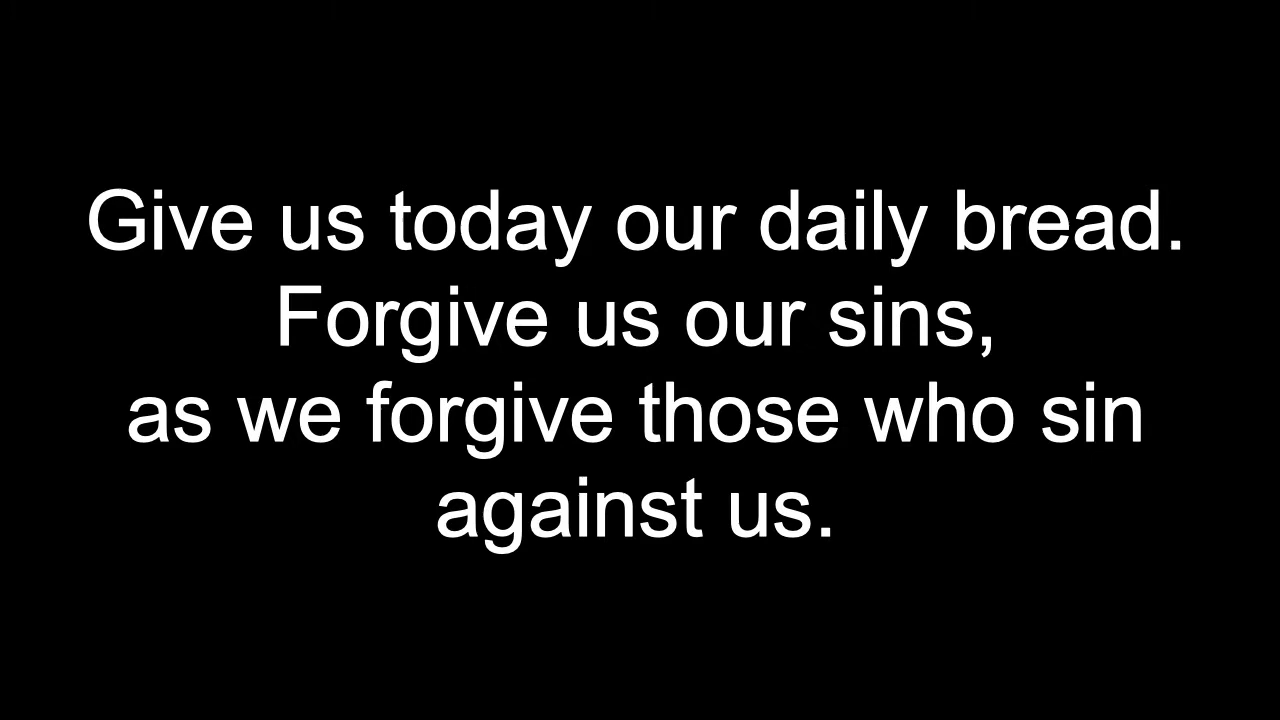 Give us today our daily bread.
Forgive us our sins,
as we forgive those who sin
against us.